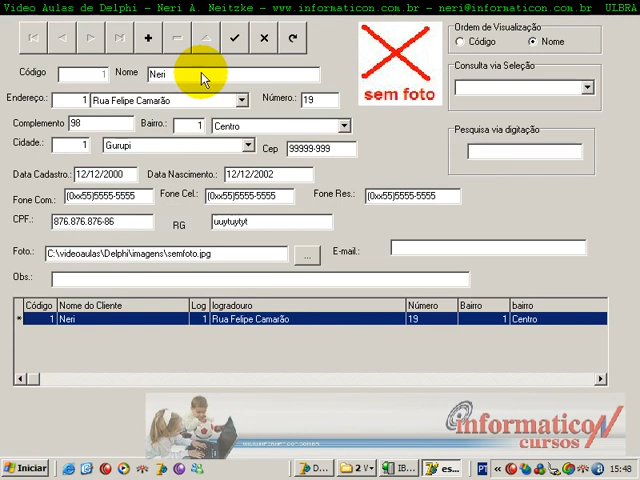 Video Aulas de Delphi - Neri A. Neitzke - www.informaticon.com.br - neri@informaticon.com.br ULBRA
Ordem de Visualização
Código Nome
Código 1 Nome Neri
Consulta via Seleção
sem foto
Endereço.: 1 Rua Felipe Camarão Número.: 19
Complemento 98 Bairro.: 1 Centro
Pesquisa via digitação
Cidade.: 1 Gurupi Cep 99999-999
Data Cadastro.: 12/12/2000 Data Nascimento.: 12/12/2002
Fone Com.: (0xx55)5555-5555 Fone Cel.: (0xx55)5555-5555 Fone Res.: (0xx55)5555-5555
CPF.: 876.876.876-86 RG uuytuytyt
Foto.: C:\videoaulas\Delphi\imagens\semfoto.jpg ... E-mail.:
Obs.:
Código Nome do Cliente Log logradouro Número Bairro bairro
* 1 Neri 1 Rua Felipe Camarão 19 1 Centro
informaticoN
cursos
Iniciar D... 2 V IB... es... PT « 15:48